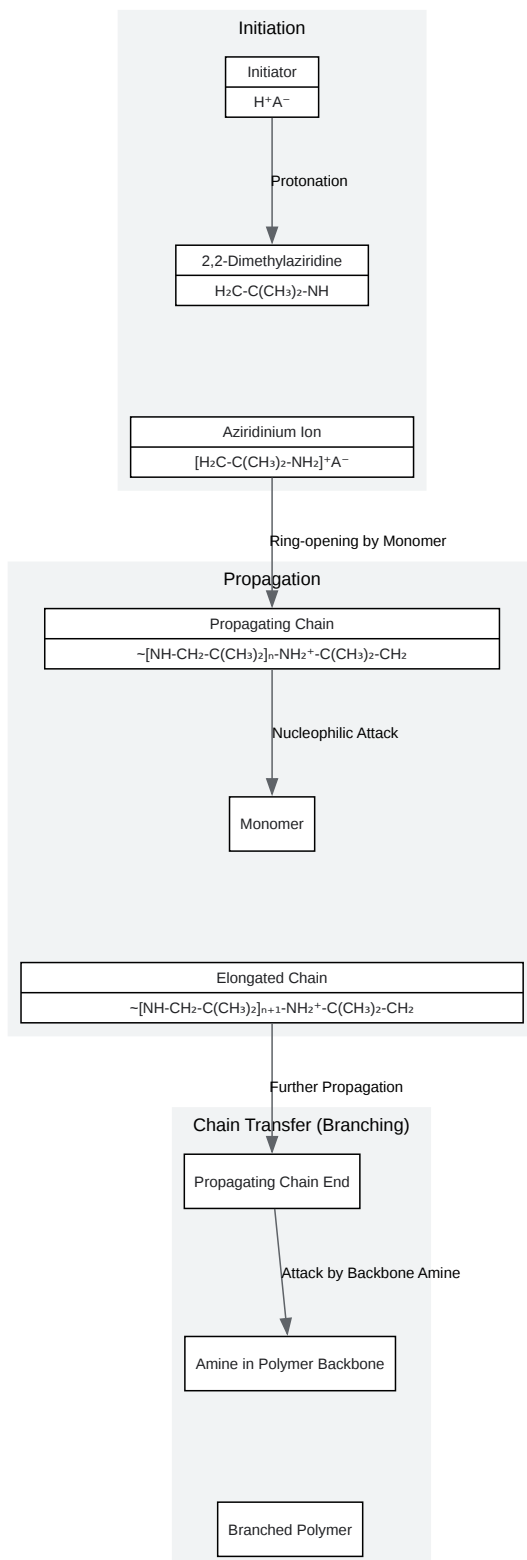 Initiation
Initiator
H⁺A⁻
Protonation
2,2-Dimethylaziridine
H₂C-C(CH₃)₂-NH
Aziridinium Ion
[H₂C-C(CH₃)₂-NH₂]⁺A⁻
Ring-opening by Monomer
Propagation
Propagating Chain
~[NH-CH₂-C(CH₃)₂]ₙ-NH₂⁺-C(CH₃)₂-CH₂
Nucleophilic Attack
Monomer
Elongated Chain
~[NH-CH₂-C(CH₃)₂]ₙ₊₁-NH₂⁺-C(CH₃)₂-CH₂
Further Propagation
Chain Transfer (Branching)
Propagating Chain End
Attack by Backbone Amine
Amine in Polymer Backbone
Branched Polymer